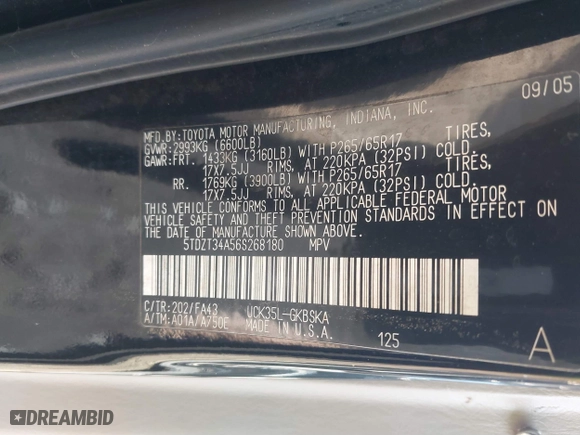 09/05
MFD.BY:TOYOTA MOTOR MANUFACTURING, INDIANA, INC.
GVWR:2993KG (6600LB)
GAWR:FRT. 1433KG (3160LB) WITH P265/65R17 TIRES,
17X7.5JJ RIMS, AT 220KPA (32PSI) COLD.
RR. 1769KG (3900LB) WITH P265/65R17 TIRES,
17X7.5JJ RIMS, AT 220KPA (32PSI) COLD.
THIS VEHICLE CONFORMS TO ALL APPLICABLE FEDERAL MOTOR
VEHICLE SAFETY AND THEFT PREVENTION STANDARDS IN EFFECT ON
THE DATE OF MANUFACTURE SHOWN ABOVE.
5TDZT34A56S268180 MPV
C/TR:202/FA43 UCK35L-GKBSKA
A/TM:A01A/A750E MADE IN U.S.A.
125
A
DREAMBID